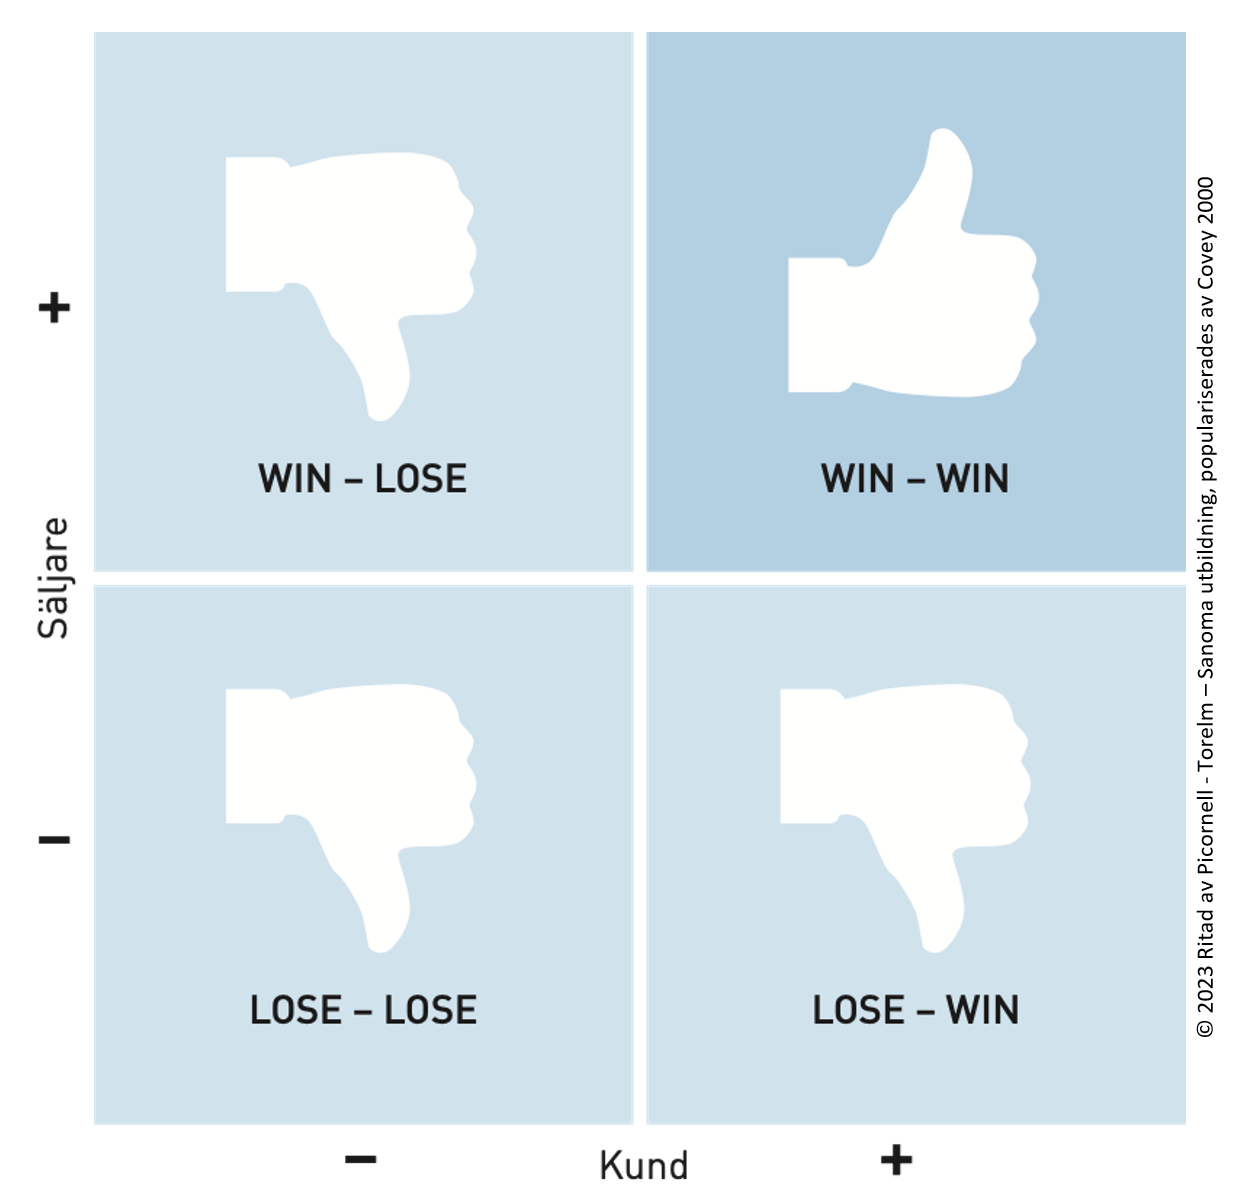 +
WIN – LOSE
WIN – WIN
Säljare
–
LOSE – LOSE
LOSE – WIN
– Kund +
© 2023 Ritad av Picornell - Torelm – Sanoma utbildning, populariserades av Covey 2000